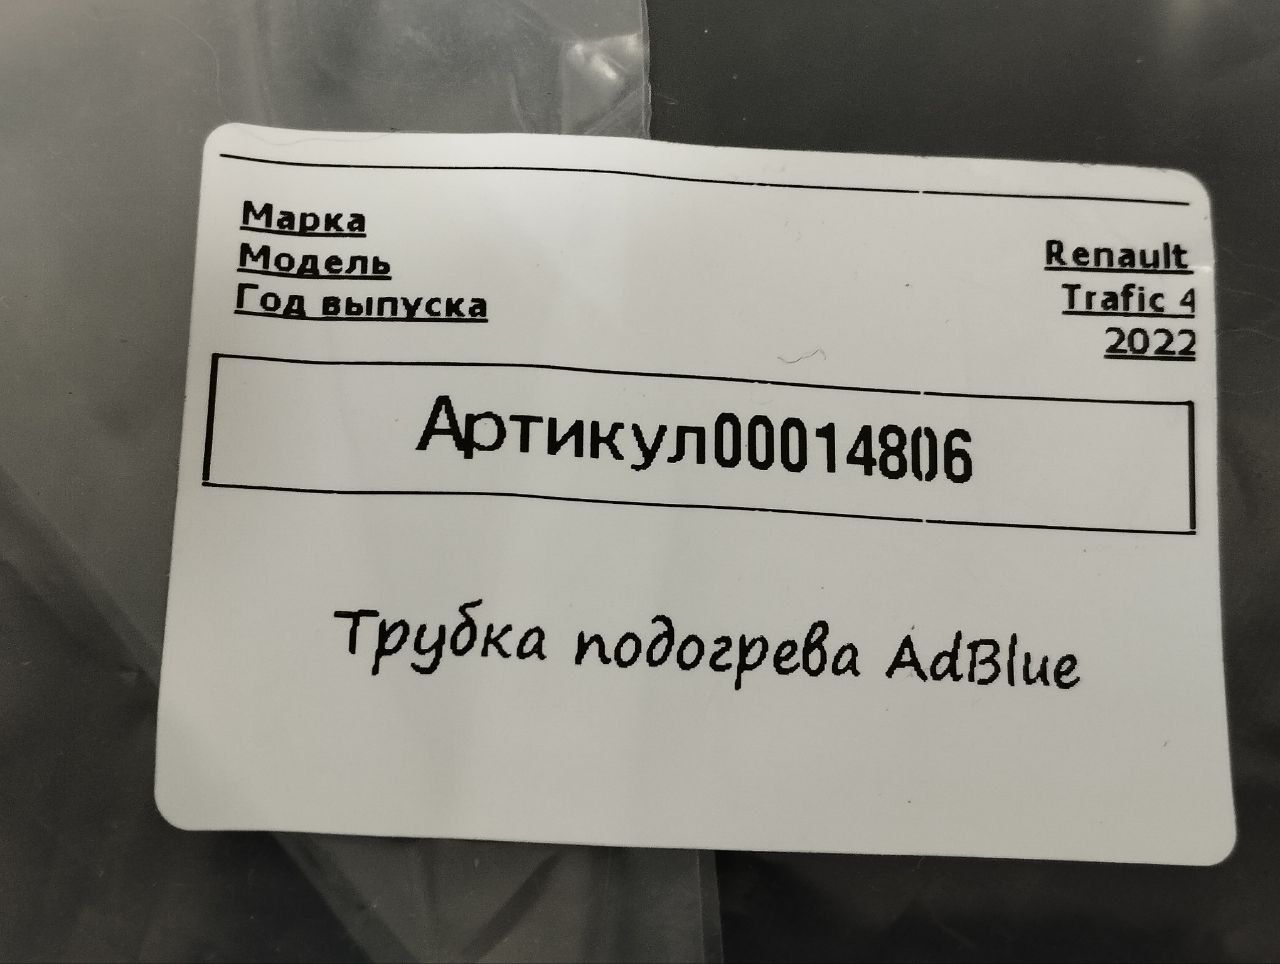 Марка
Renault
Модель
Trafic 4
Год выпуска
2022
Артикул00014806
Трубка подогрева AdBlue